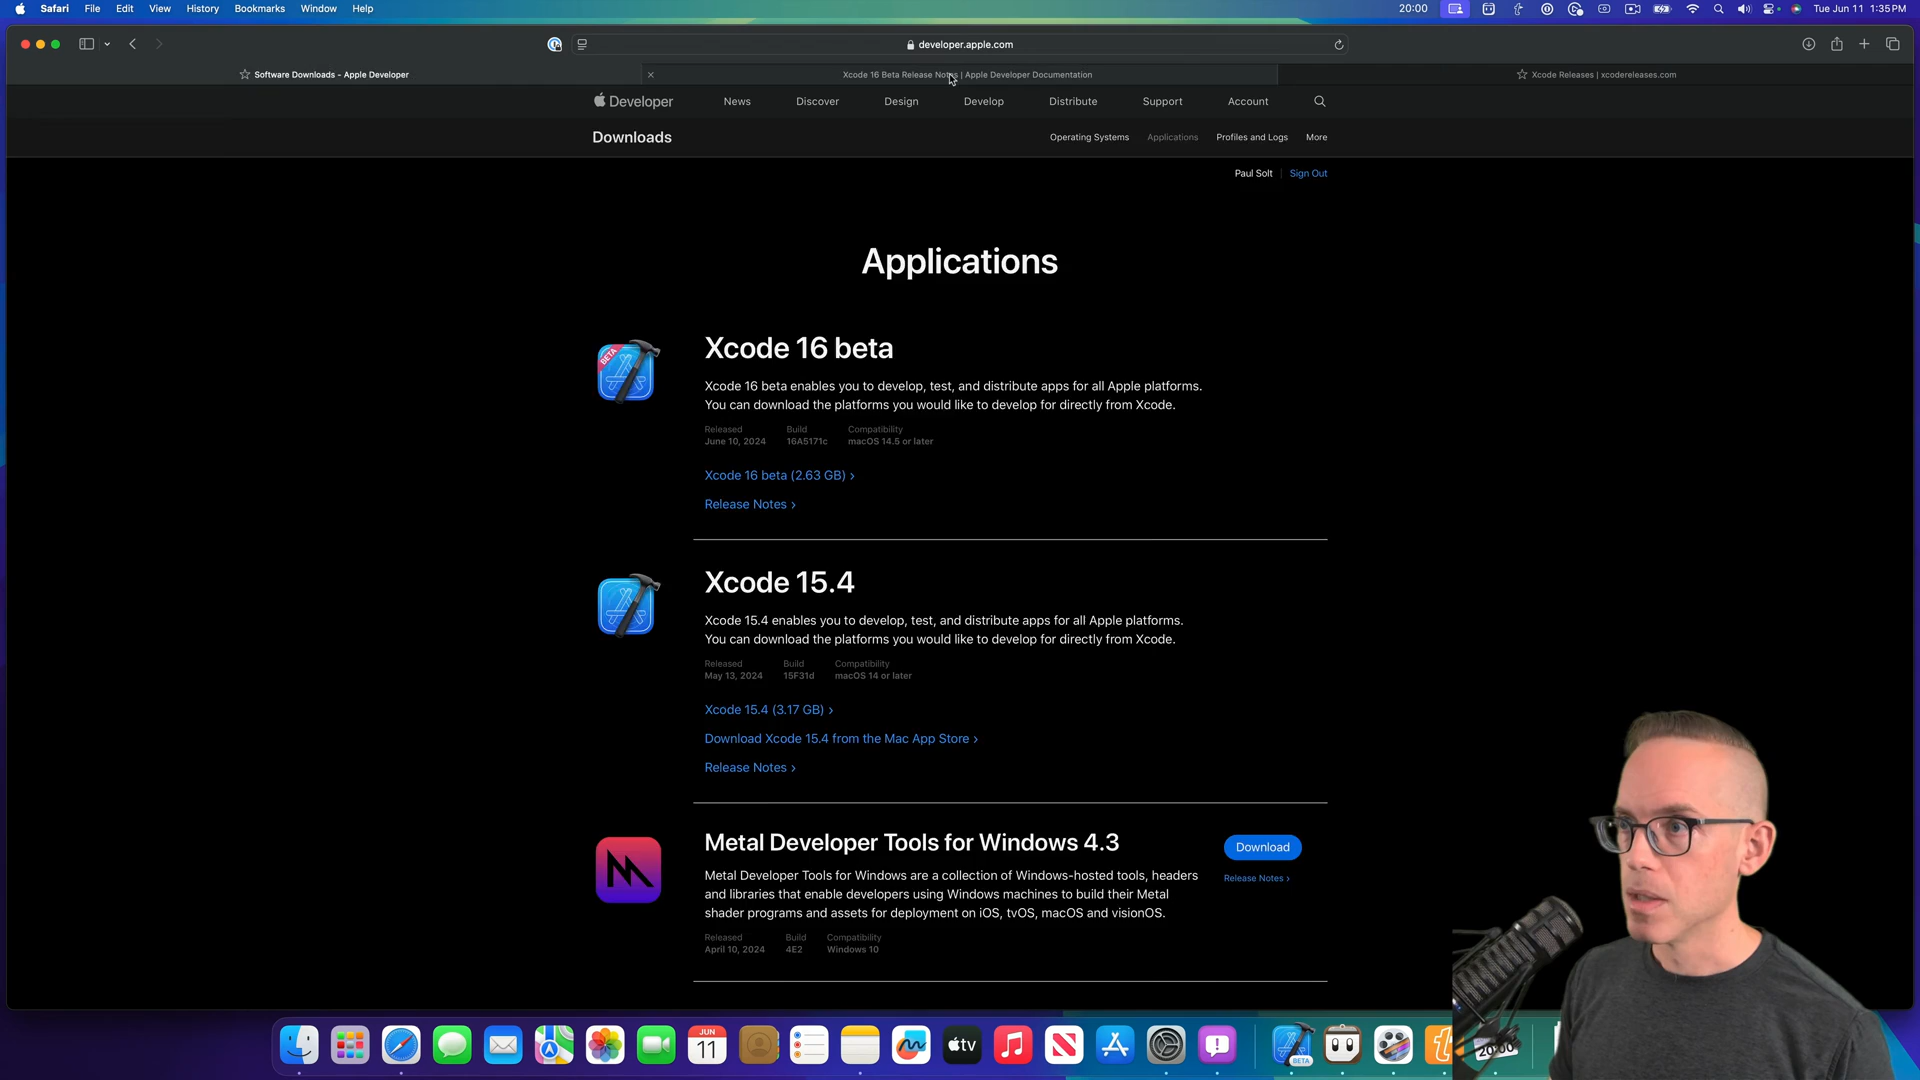 Safari File Edit View History Bookmarks Window Help 20:00 Tue Jun 11 1:35 PM
developer.apple.com
Software Downloads - Apple Developer
Xcode 16 Beta Release Notes | Apple Developer Documentation
Xcode Releases | xcodereleases.com
Developer News Discover Design Develop Distribute Support Account
Downloads Operating Systems Applications Profiles and Logs More
Paul Solt | Sign Out
Applications
BETA
Xcode 16 beta
Xcode 16 beta enables you to develop, test, and distribute apps for all Apple platforms.
You can download the platforms you would like to develop for directly from Xcode.
Released Build Compatibility
June 10, 2024 16A5171c macOS 14.5 or later
Xcode 16 beta (2.63 GB) ›
Release Notes ›
Xcode 15.4
Xcode 15.4 enables you to develop, test, and distribute apps for all Apple platforms.
You can download the platforms you would like to develop for directly from Xcode.
Released Build Compatibility
May 13, 2024 15F31d macOS 14 or later
Xcode 15.4 (3.17 GB) ›
Download Xcode 15.4 from the Mac App Store ›
Release Notes ›
Metal Developer Tools for Windows 4.3
Download
Metal Developer Tools for Windows are a collection of Windows-hosted tools, headers
and libraries that enable developers using Windows machines to build their Metal
shader programs and assets for deployment on iOS, tvOS, macOS and visionOS.
Release Notes ›
Released Build Compatibility
April 10, 2024 4E2 Windows 10
JUN
11
tv
BETA
20:00